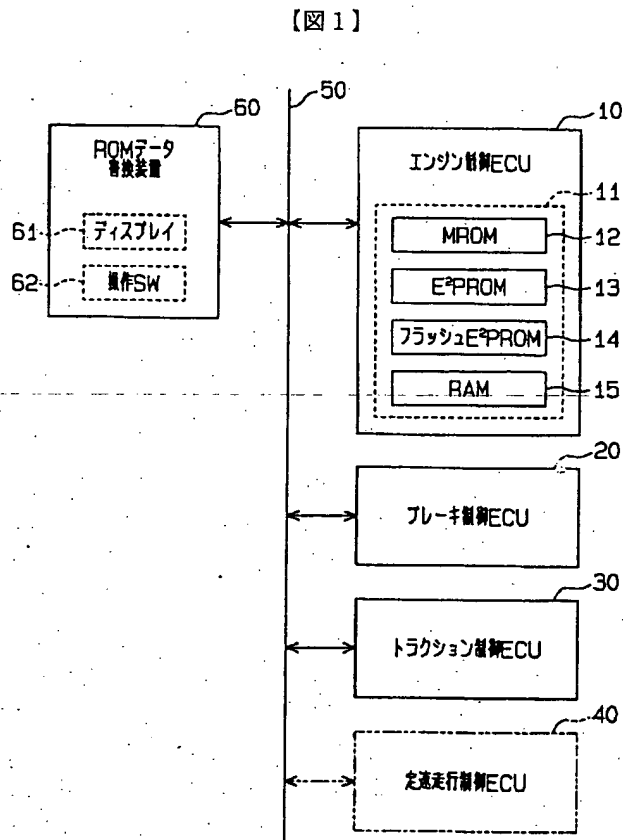 【図1】
50
60
ROMデータ
書換装置
61
ディスプレイ
62
操作SW
10
エンジン制御ECU
11
MROM
12
E²PROM
13
フラッシュE²PROM
14
RAM
15
20
ブレーキ制御ECU
30
トラクション制御ECU
40
定速走行制御ECU